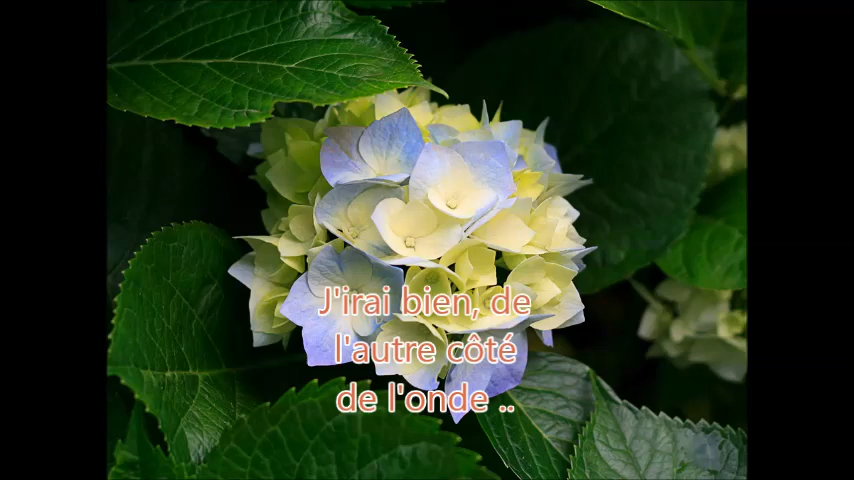 J'irai bien, de
l'autre côté
de l'onde ..